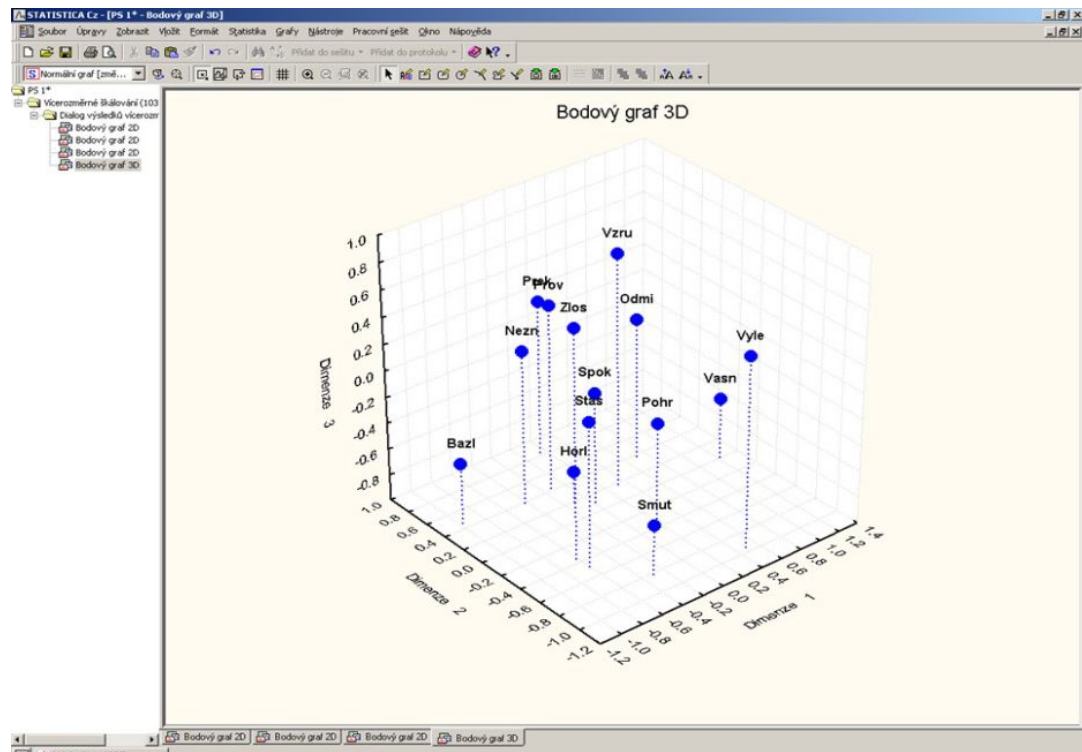 STATISTICA Cz - [PS 1* - Bodový graf 3D]
Soubor Úpravy Zobrazit Vložit Formát Statistika Grafy Nástroje Pracovní sešit Okno Nápověda
Přidat do sešitu Přidat do protokolu
Normální graf [změ...
PS 1*
Vícerozměrné škálování (103
Dialog výsledků vícerozr
Bodový graf 2D
Bodový graf 2D
Bodový graf 2D
Bodový graf 3D
Bodový graf 3D
Vzru
Prov
Zlos
Odmi
Nezn
Vyle
Spok
Vasn
Stas
Pohr
Bazl
Horl
Smut
Dimenze 3
1.0
0.8
0.6
0.4
0.2
0.0
-0.2
-0.4
-0.6
-0.8
Dimenze 2
1.0
0.8
0.6
0.4
0.2
0.0
-0.2
-0.4
-0.6
-0.8
-1.0
-1.2
Dimenze 1
-1.2
-1.0
-0.8
-0.6
-0.4
-0.2
0.0
0.2
0.4
0.6
0.8
1.0
1.2
1.4
Bodový graf 2D Bodový graf 2D Bodový graf 2D Bodový graf 3D